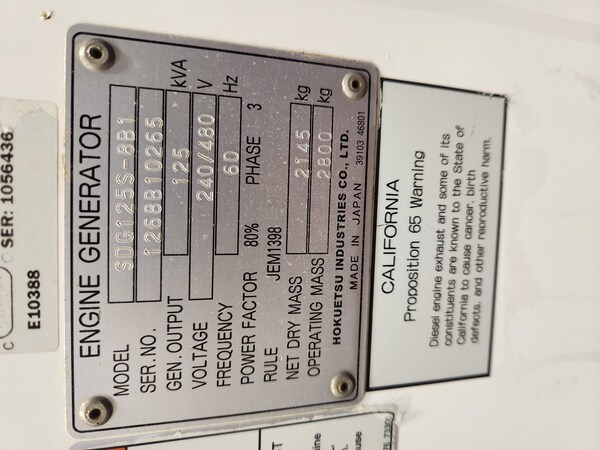 SER: 1056436
E10388
ENGINE GENERATOR
MODEL SDG125S-8B1
SER.NO. 1268B10265
GEN. OUTPUT 125 kVA
VOLTAGE 240/480 V
FREQUENCY 60 Hz
POWER FACTOR 80% PHASE 3
RULE JEM1398
NET DRY MASS 2145 kg
OPERATING MASS 2800 kg
HOKUETSU INDUSTRIES CO., LTD.
MADE IN JAPAN 39103 46801
CALIFORNIA
Proposition 65 Warning
Diesel engine exhaust and some of its
constituents are known to the State of
California to cause cancer, birth
defects, and other reproductive harm.